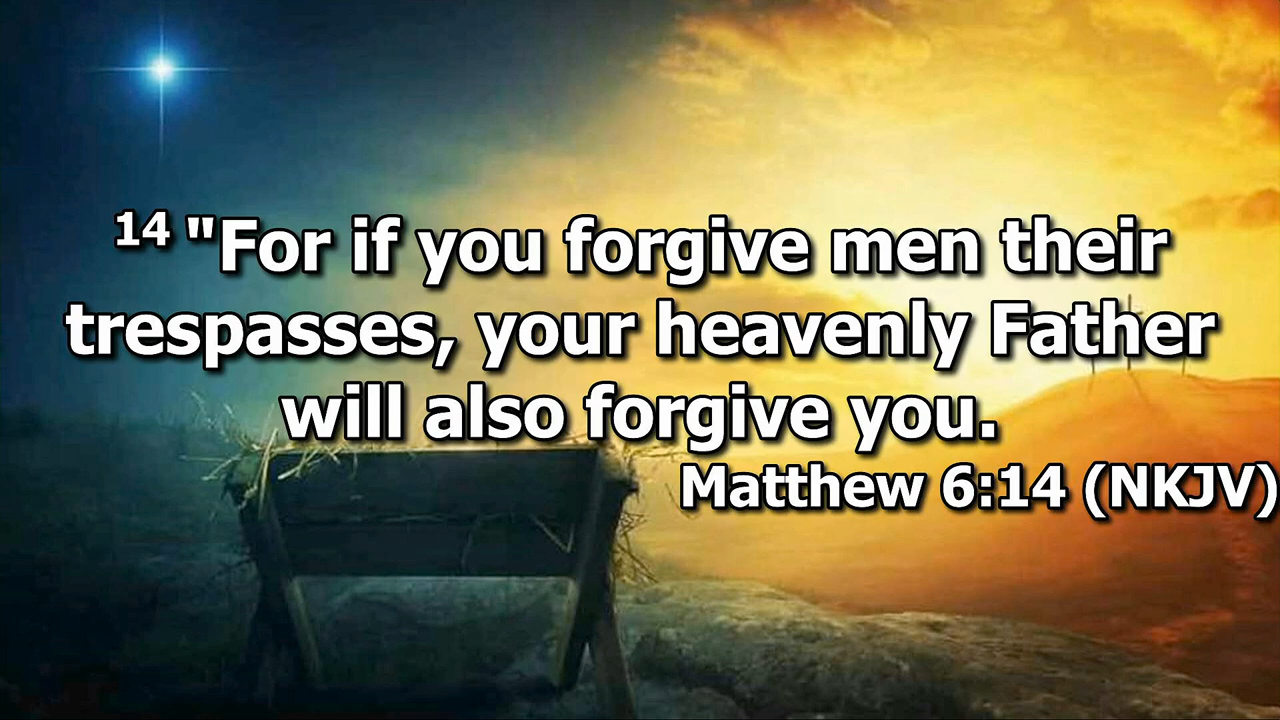 14 "For if you forgive men their
trespasses, your heavenly Father
will also forgive you.
Matthew 6:14 (NKJV)